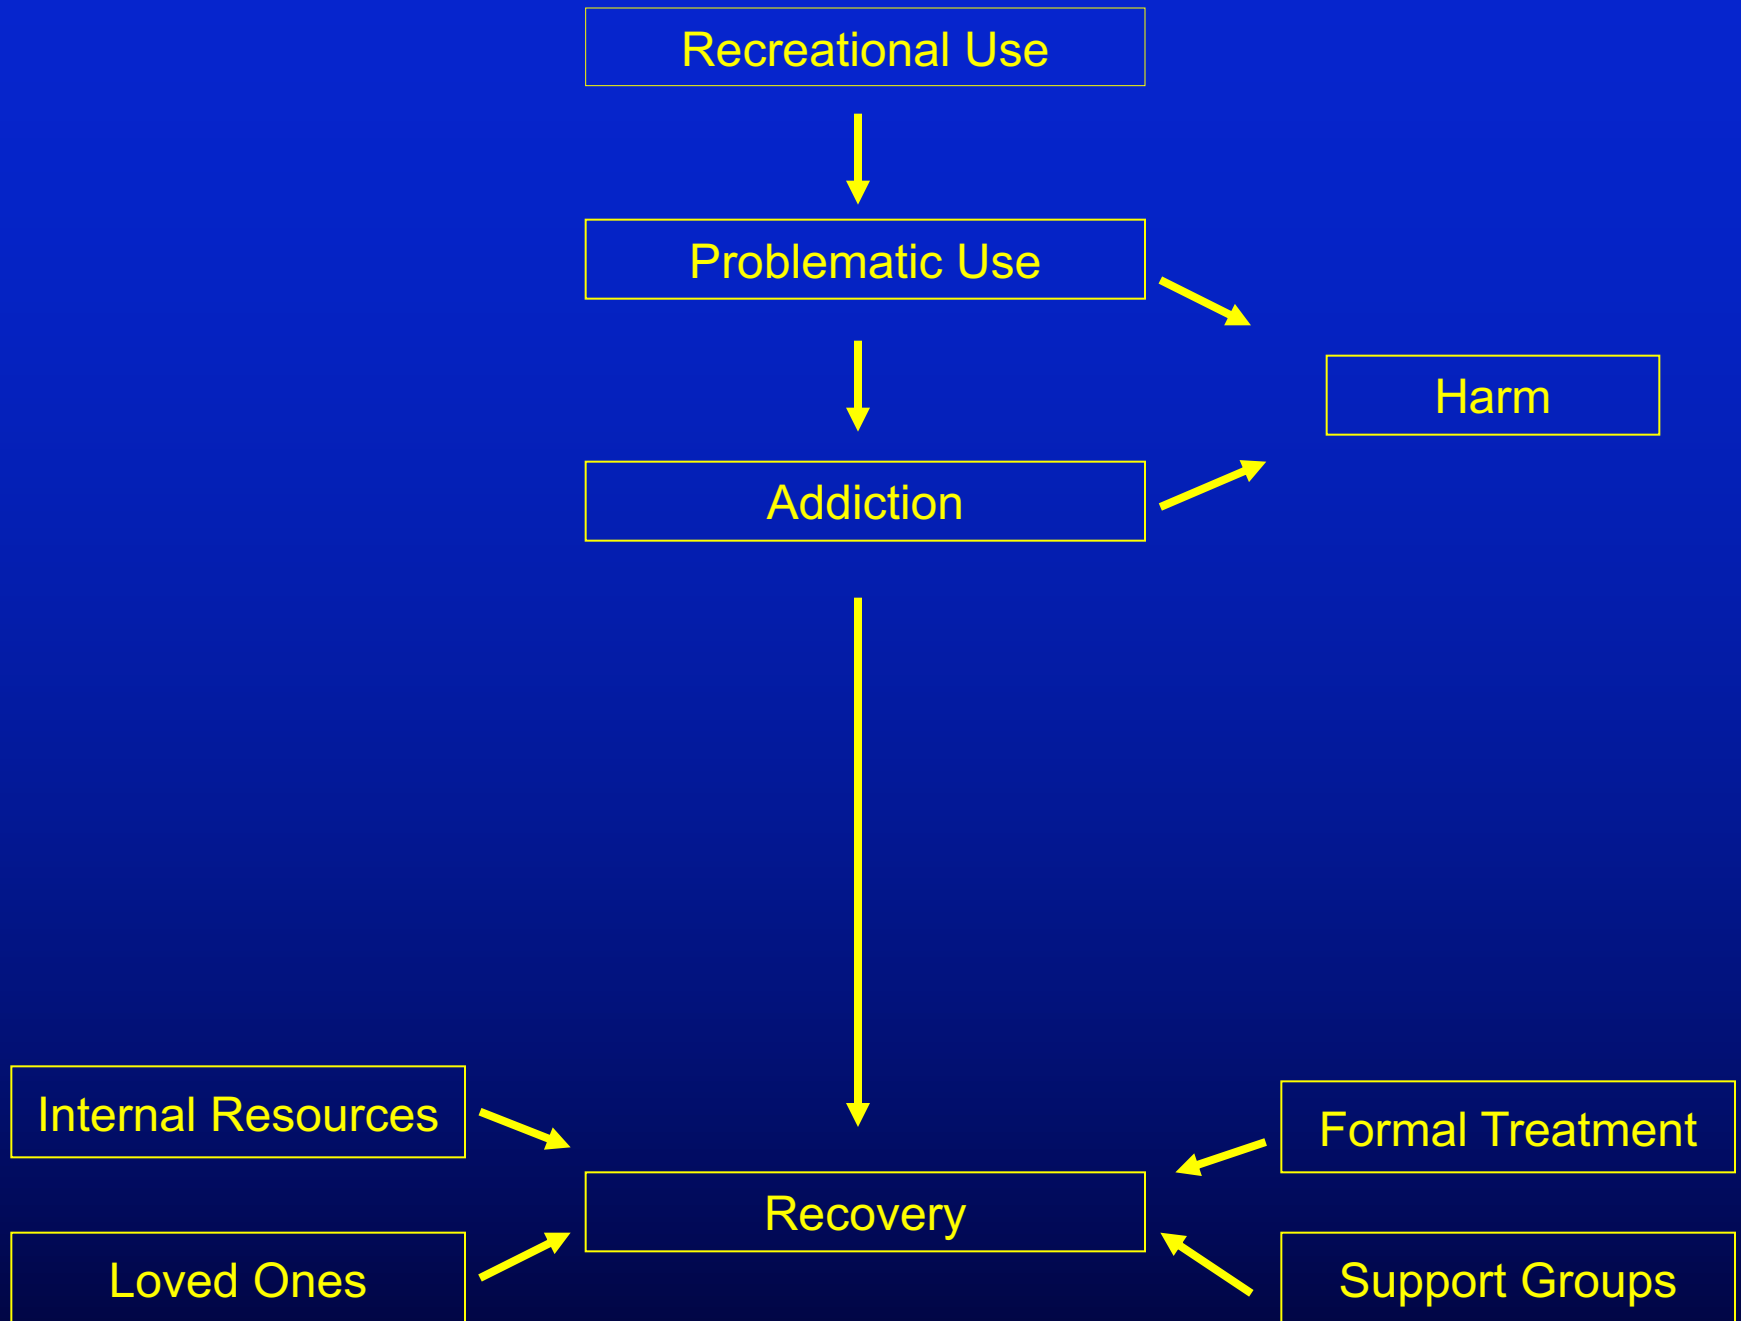 Recreational Use
Problematic Use
Harm
Addiction
Internal Resources
Formal Treatment
Recovery
Loved Ones
Support Groups